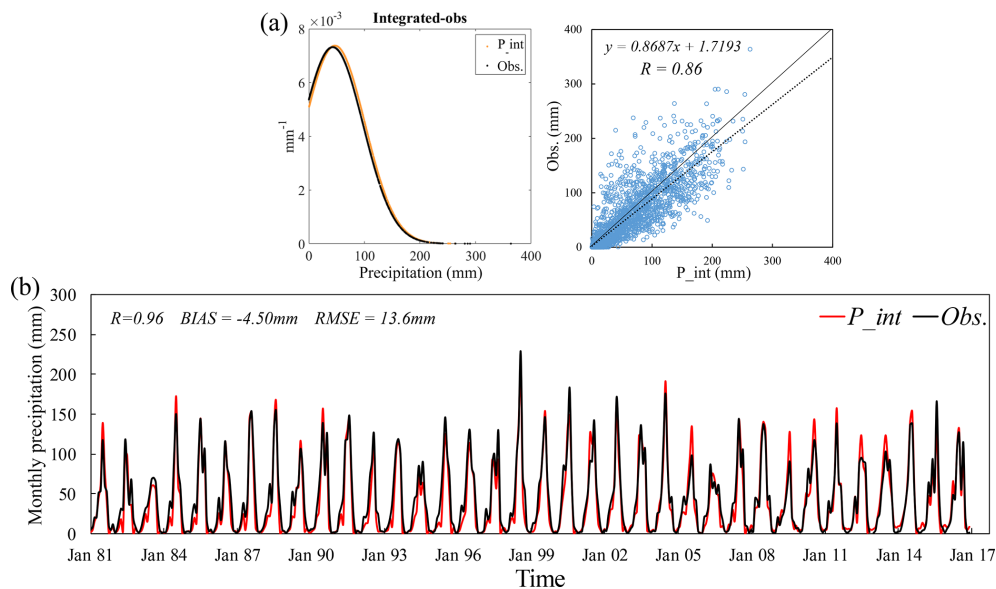 (a)
Integrated-obs
×10⁻³
8
6
4
2
0
mm⁻¹
P_int
Obs.
0 100 200 300 400
Precipitation (mm)
y = 0.8687x + 1.7193
R = 0.86
400
300
200
100
0
Obs. (mm)
0 100 200 300 400
P_int (mm)
(b)
300
250
200
150
100
50
0
Monthly precipitation (mm)
R=0.96 BIAS = -4.50mm RMSE = 13.6mm
P_int Obs.
Jan 81 Jan 84 Jan 87 Jan 90 Jan 93 Jan 96 Jan 99 Jan 02 Jan 05 Jan 08 Jan 11 Jan 14 Jan 17
Time